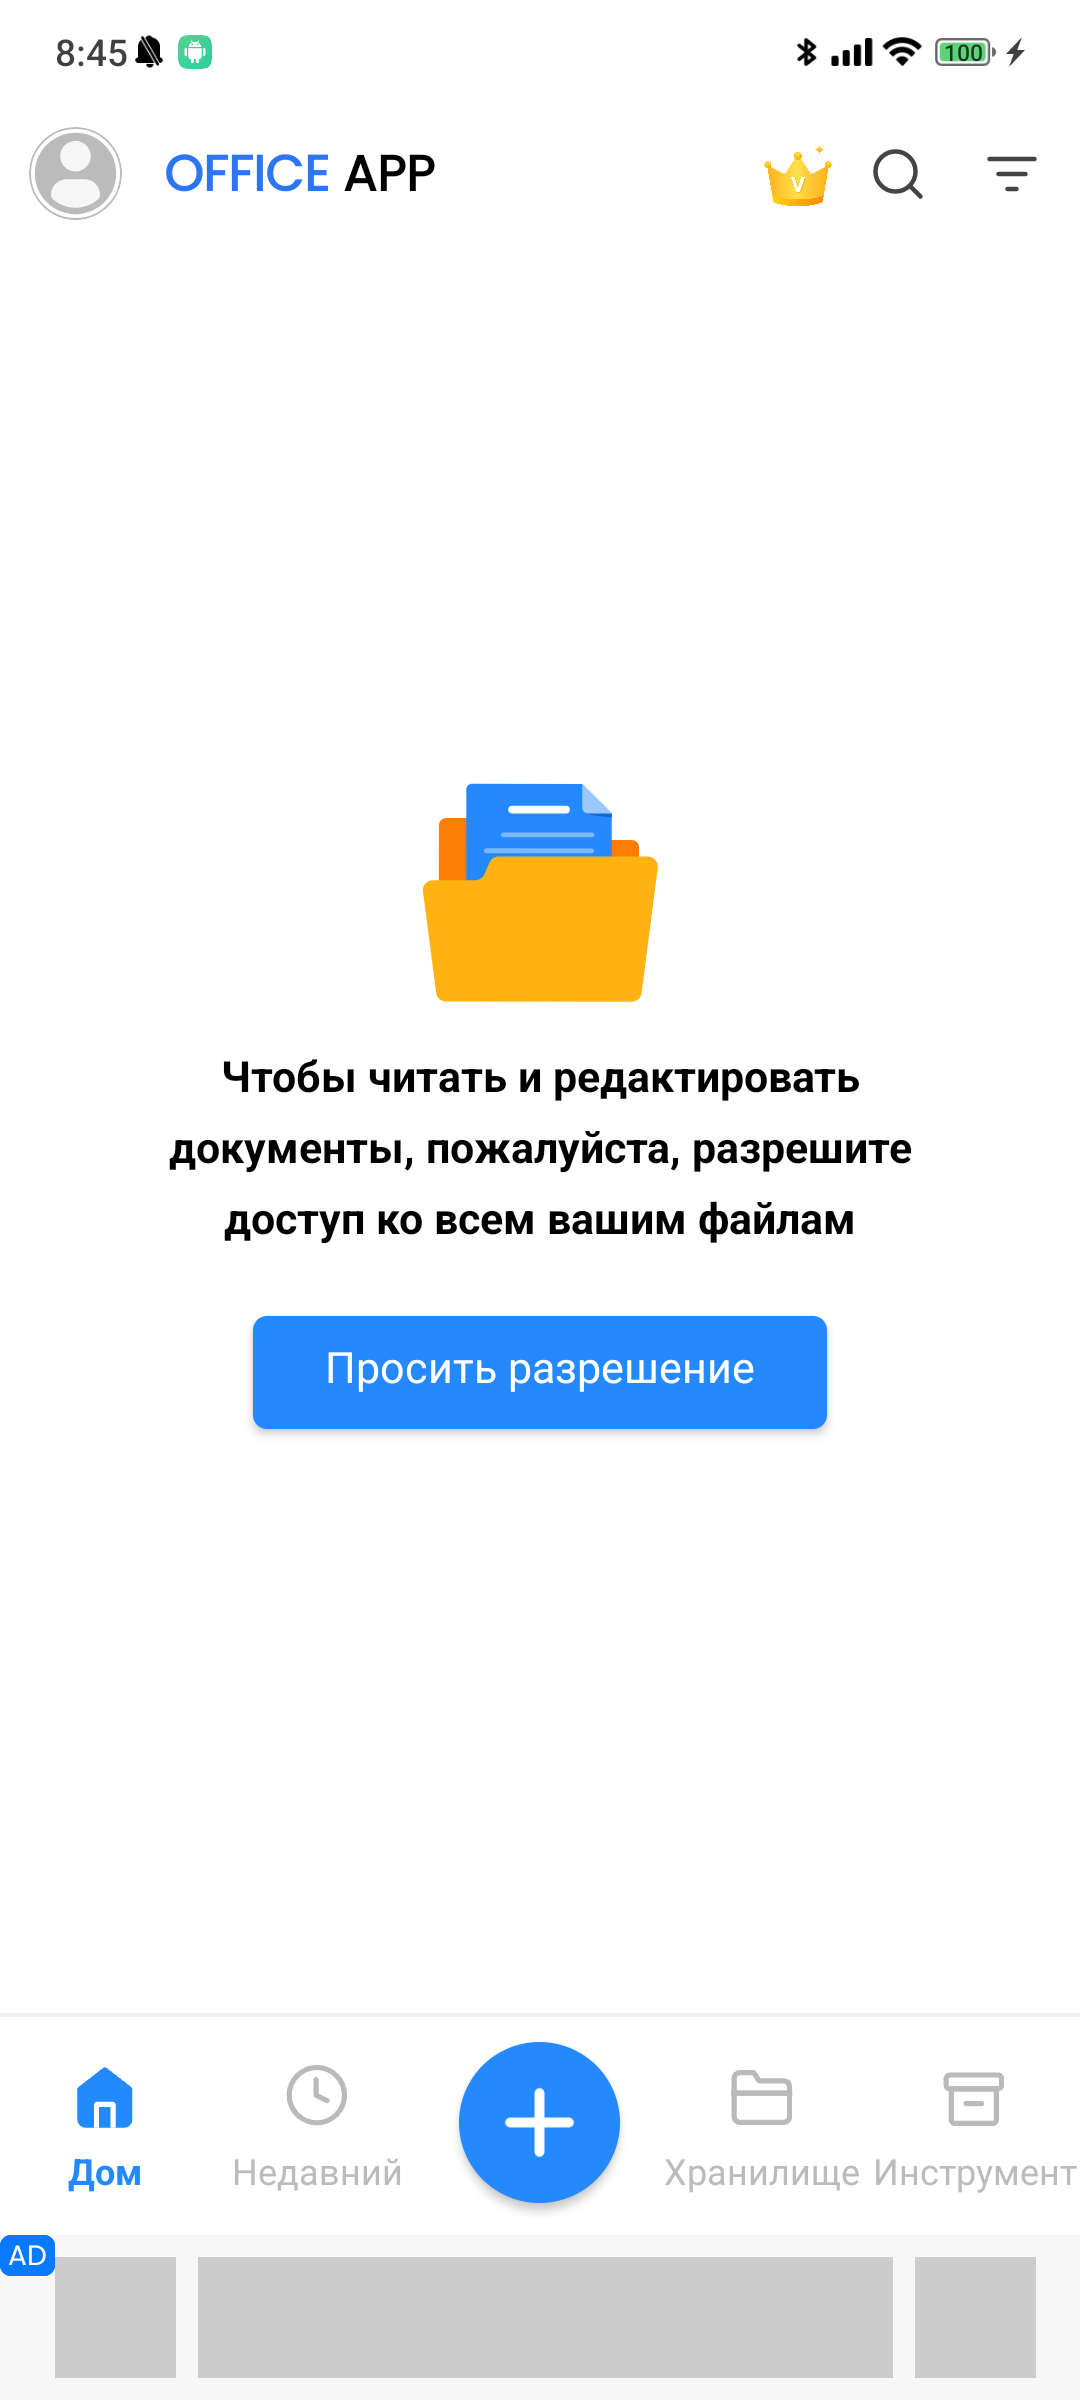 8:45
100
OFFICE APP
V
Чтобы читать и редактировать
документы, пожалуйста, разрешите
доступ ко всем вашим файлам
Просить разрешение
Дом
Недавний
Хранилище
Инструмент
AD